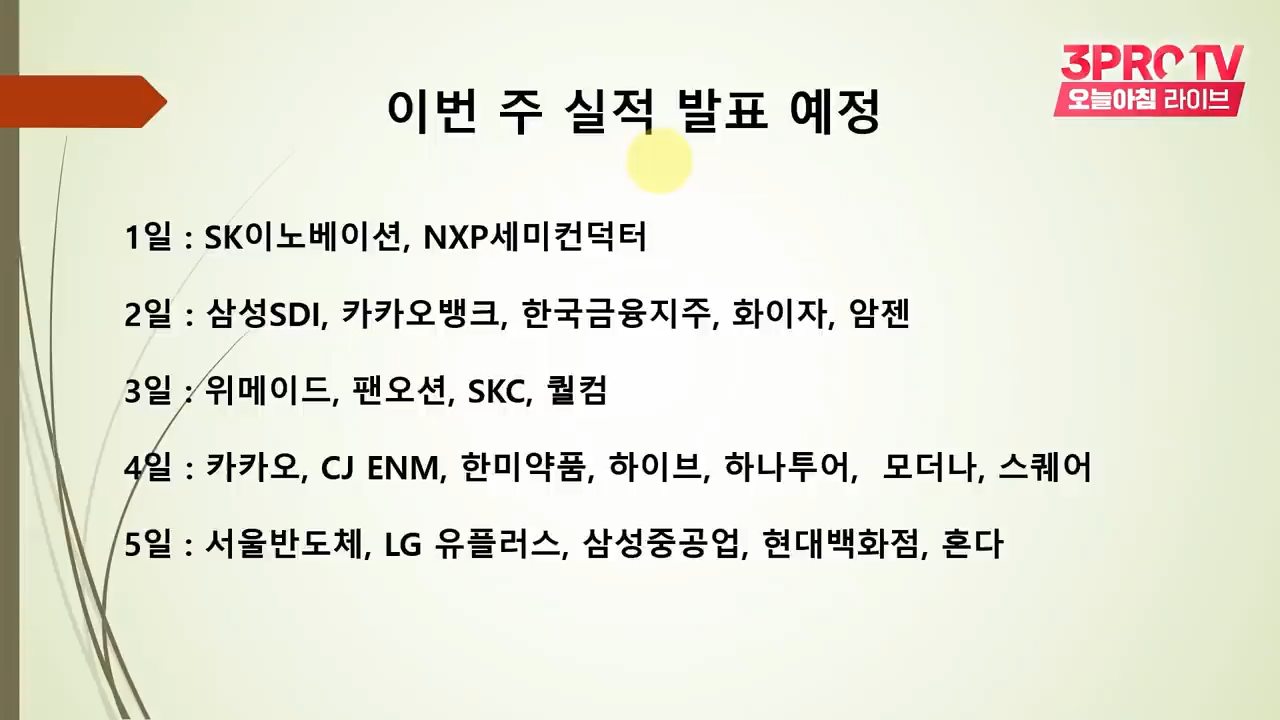 3PRO TV
오늘아침 라이브
이번 주 실적 발표 예정
1일 : SK이노베이션, NXP세미컨덕터
2일 : 삼성SDI, 카카오뱅크, 한국금융지주, 화이자, 암젠
3일 : 위메이드, 팬오션, SKC, 퀄컴
4일 : 카카오, CJ ENM, 한미약품, 하이브, 하나투어, 모더나, 스퀘어
5일 : 서울반도체, LG 유플러스, 삼성중공업, 현대백화점, 혼다